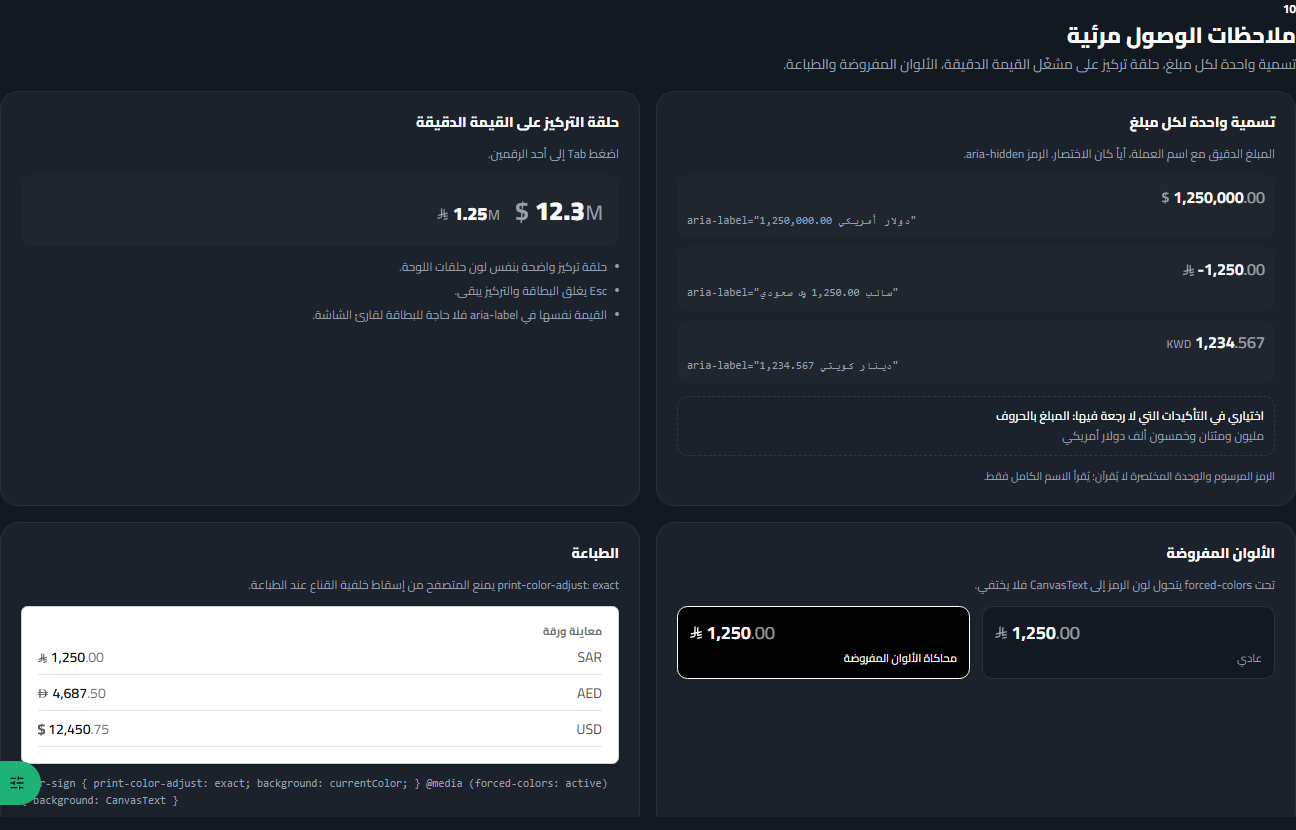 10
ملاحظات الوصول مرئية
تسمية واحدة لكل مبلغ، حلقة تركيز على مشغّل القيمة الدقيقة، الألوان المفروضة والطباعة.
تسمية واحدة لكل مبلغ
المبلغ الدقيق مع اسم العملة، أياً كان الاختصار. الرمز aria-hidden.
$ 1,250,000.00
aria-label="1,250,000.00 دولار أمريكي"
-1,250.00
aria-label="سالب 1,250.00 سعودي"
KWD 1,234.567
aria-label="1,234.567 دينار كويتي"
اختياري في التأكيدات التي لا رجعة فيها: المبلغ بالحروف
مليون ومئتان وخمسون ألف دولار أمريكي
الرمز المرسوم والوحدة المختصرة لا يُقرآن؛ يُقرأ الاسم الكامل فقط.
حلقة التركيز على القيمة الدقيقة
اضغط Tab إلى أحد الرقمين.
$ 12.3M
1.25M
• حلقة تركيز واضحة بنفس لون حلقات اللوحة.
• Esc يغلق البطاقة والتركيز يبقى.
• القيمة نفسها في aria-label فلا حاجة للبطاقة لقارئ الشاشة.
الألوان المفروضة
تحت forced-colors يتحول لون الرمز إلى CanvasText فلا يختفي.
1,250.00
عادي
1,250.00
محاكاة الألوان المفروضة
الطباعة
print-color-adjust: exact يمنع المتصفح من إسقاط خلفية القناع عند الطباعة.
معاينة ورقة
SAR 1,250.00
AED 4,687.50
USD $ 12,450.75
r-sign { print-color-adjust: exact; background: currentColor; } @media (forced-colors: active)
{ background: CanvasText }